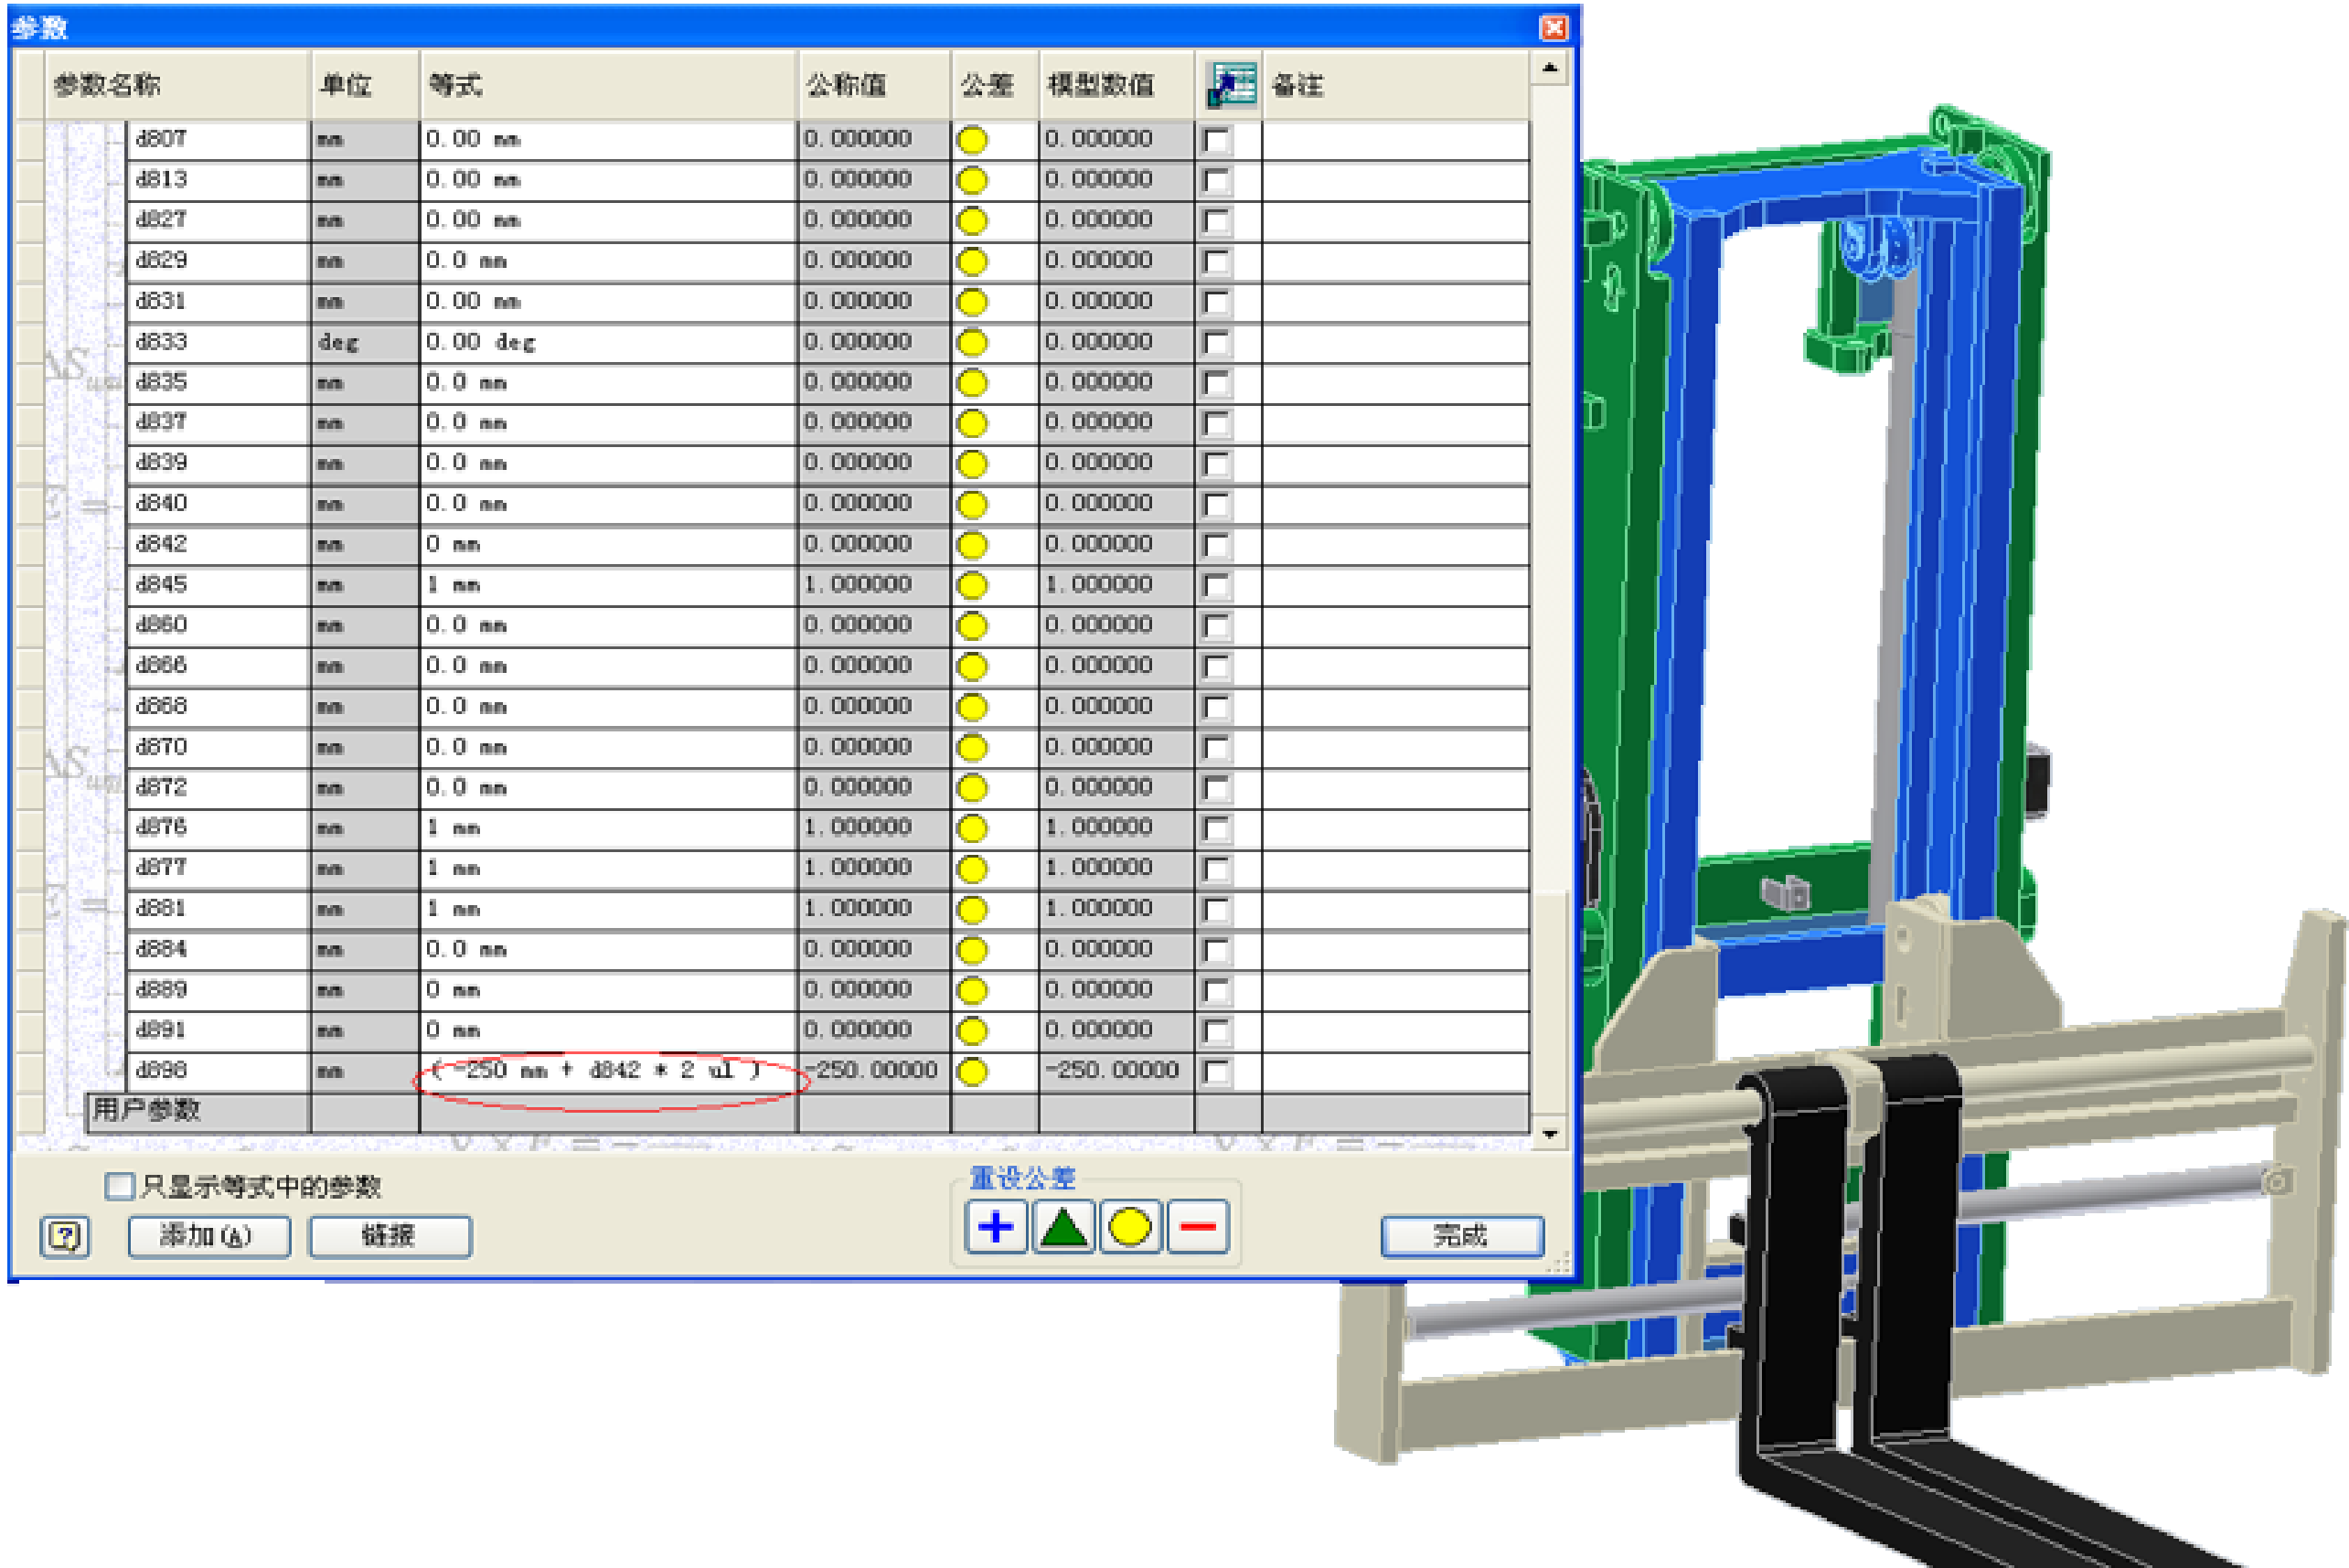 参数
参数名称 单位 等式 公称值 公差 模型数值 备注
d807 mm 0.00 mm 0.000000 0.000000
d813 mm 0.00 mm 0.000000 0.000000
d827 mm 0.00 mm 0.000000 0.000000
d829 mm 0.0 mm 0.000000 0.000000
d831 mm 0.00 mm 0.000000 0.000000
d833 deg 0.00 deg 0.000000 0.000000
d835 mm 0.0 mm 0.000000 0.000000
d837 mm 0.0 mm 0.000000 0.000000
d839 mm 0.0 mm 0.000000 0.000000
d840 mm 0.0 mm 0.000000 0.000000
d842 mm 0 mm 0.000000 0.000000
d845 mm 1 mm 1.000000 1.000000
d860 mm 0.0 mm 0.000000 0.000000
d866 mm 0.0 mm 0.000000 0.000000
d868 mm 0.0 mm 0.000000 0.000000
d870 mm 0.0 mm 0.000000 0.000000
d872 mm 0.0 mm 0.000000 0.000000
d876 mm 1 mm 1.000000 1.000000
d877 mm 1 mm 1.000000 1.000000
d881 mm 1 mm 1.000000 1.000000
d884 mm 0.0 mm 0.000000 0.000000
d889 mm 0 mm 0.000000 0.000000
d891 mm 0 mm 0.000000 0.000000
d898 mm ( -250 mm + d842 * 2 ul ) -250.00000 -250.00000
用户参数
只显示等式中的参数
重设公差
添加(A) 链接 完成